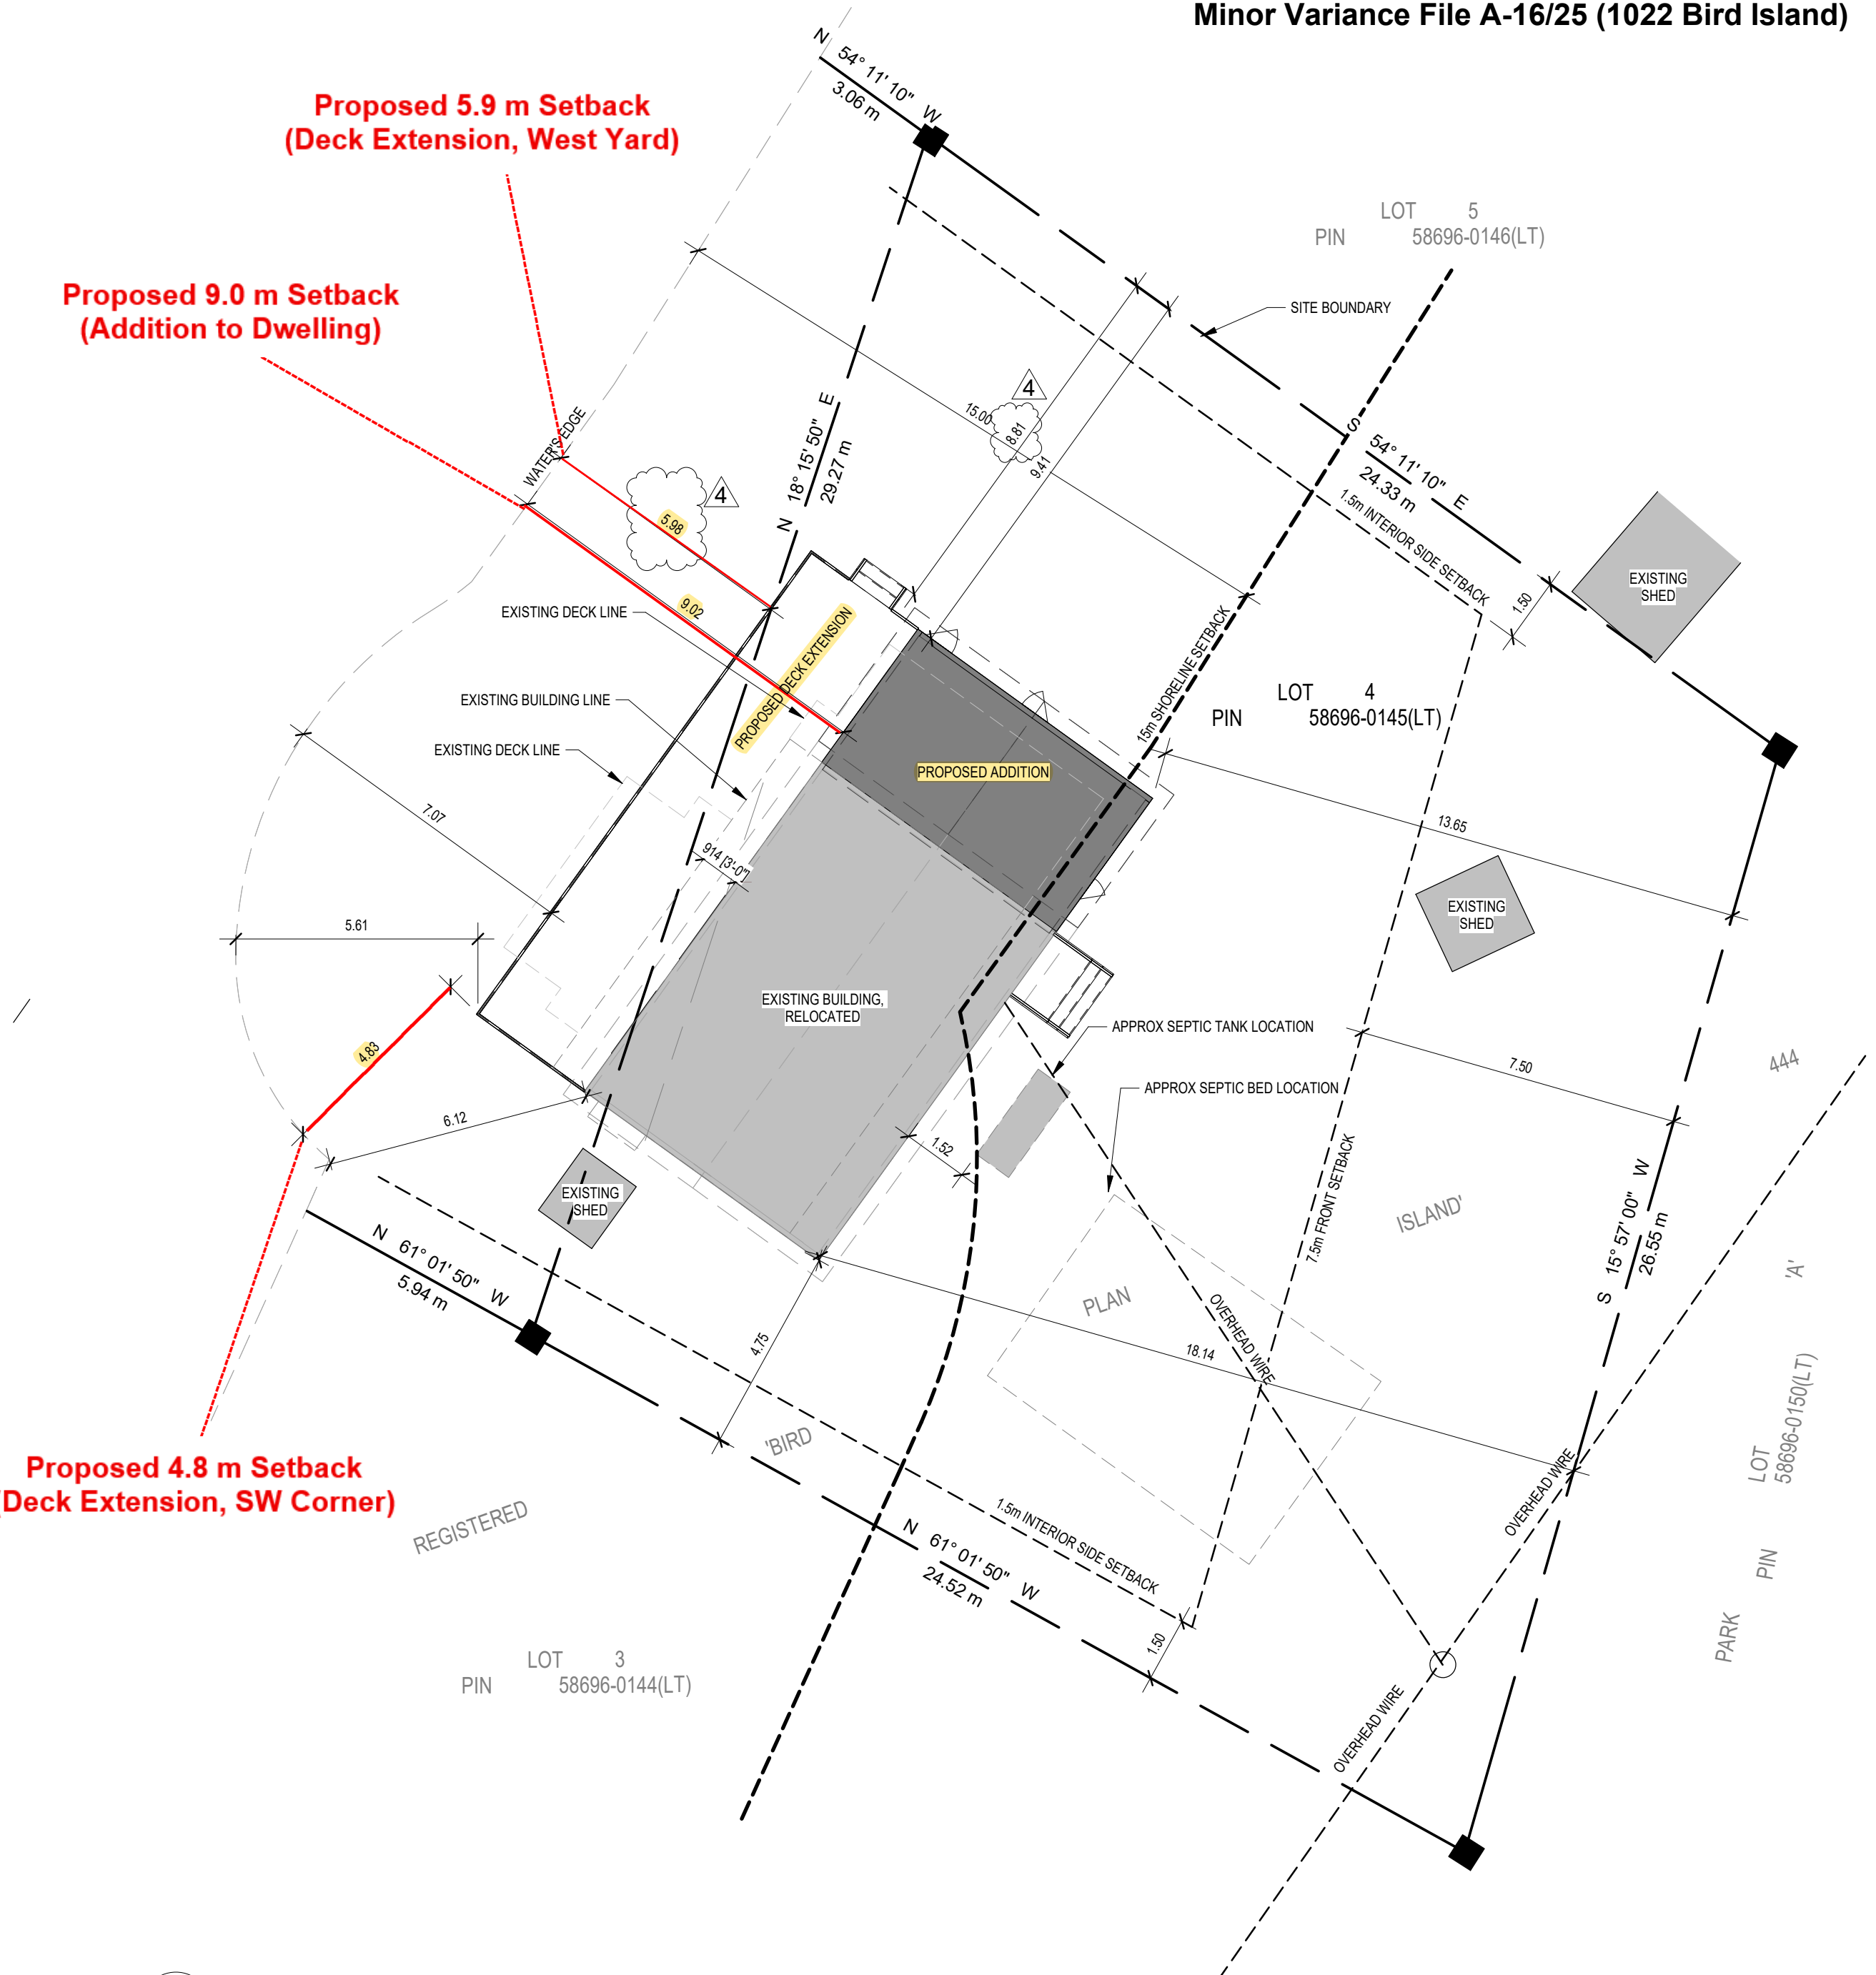 Minor Variance File A-16/25 (1022 Bird Island)
N 54° 11' 10" W
3.06 m
Proposed 5.9 m Setback
(Deck Extension, West Yard)
LOT 5
PIN 58696-0146(LT)
Proposed 9.0 m Setback
(Addition to Dwelling)
SITE BOUNDARY
4
15.00
8.81
9.41
WATER'S EDGE
N 18° 15' 50" E
29.27 m
S 54° 11' 10" E
24.33 m
1.5m INTERIOR SIDE SETBACK
4
5.98
EXISTING
SHED
1.50
9.02
EXISTING DECK LINE
PROPOSED DECK EXTENSION
15m SHORELINE SETBACK
EXISTING BUILDING LINE
LOT 4
PIN 58696-0145(LT)
EXISTING DECK LINE
PROPOSED ADDITION
7.07
13.65
914 [3'-0"]
EXISTING
SHED
5.61
EXISTING BUILDING,
RELOCATED
APPROX SEPTIC TANK LOCATION
4.83
444
7.50
APPROX SEPTIC BED LOCATION
6.12
1.52
7.5m FRONT SETBACK
EXISTING
SHED
ISLAND'
S 15° 57' 00" W
26.55 m
N 61° 01' 50" W
5.94 m
'A'
PLAN
OVERHEAD WIRE
4.75
18.14
LOT
58696-0150(LT)
'BIRD
OVERHEAD WIRE
Proposed 4.8 m Setback
(Deck Extension, SW Corner)
REGISTERED
1.5m INTERIOR SIDE SETBACK
N 61° 01' 50" W
24.52 m
PIN
PARK
1.50
LOT 3
PIN 58696-0144(LT)
OVERHEAD WIRE